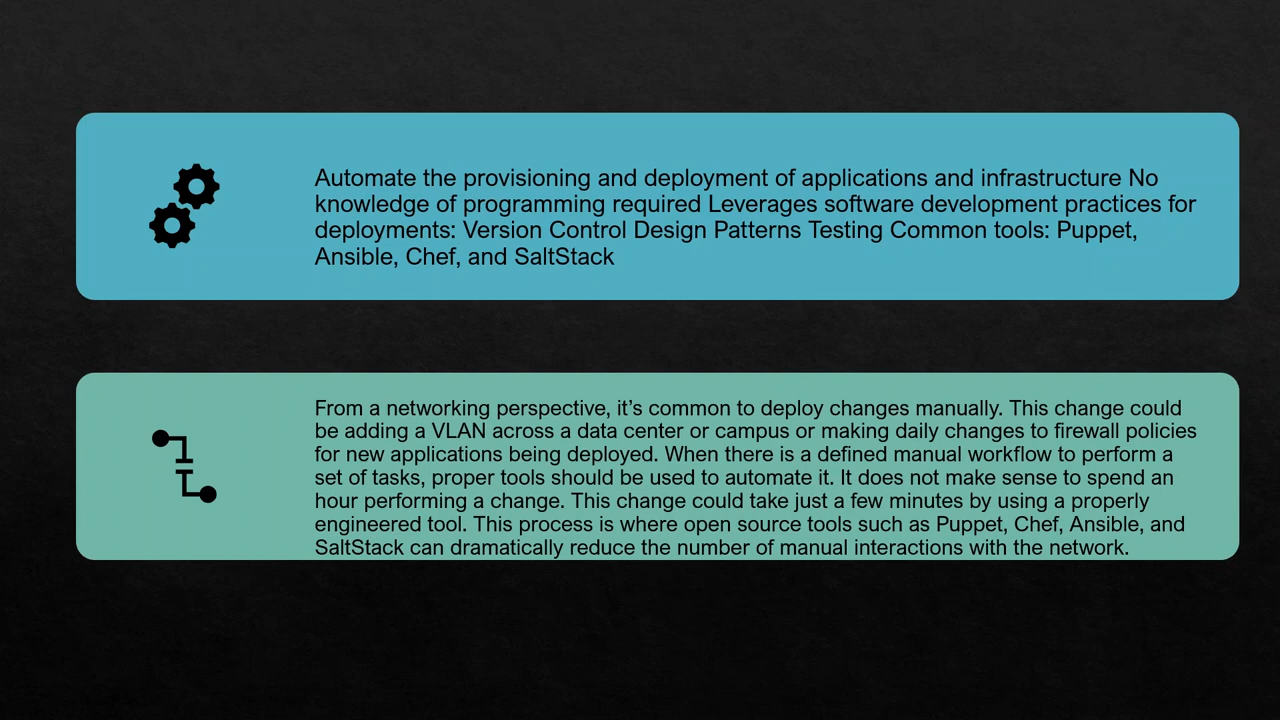 Automate the provisioning and deployment of applications and infrastructure No
knowledge of programming required Leverages software development practices for
deployments: Version Control Design Patterns Testing Common tools: Puppet,
Ansible, Chef, and SaltStack
From a networking perspective, it’s common to deploy changes manually. This change could
be adding a VLAN across a data center or campus or making daily changes to firewall policies
for new applications being deployed. When there is a defined manual workflow to perform a
set of tasks, proper tools should be used to automate it. It does not make sense to spend an
hour performing a change. This change could take just a few minutes by using a properly
engineered tool. This process is where open source tools such as Puppet, Chef, Ansible, and
SaltStack can dramatically reduce the number of manual interactions with the network.